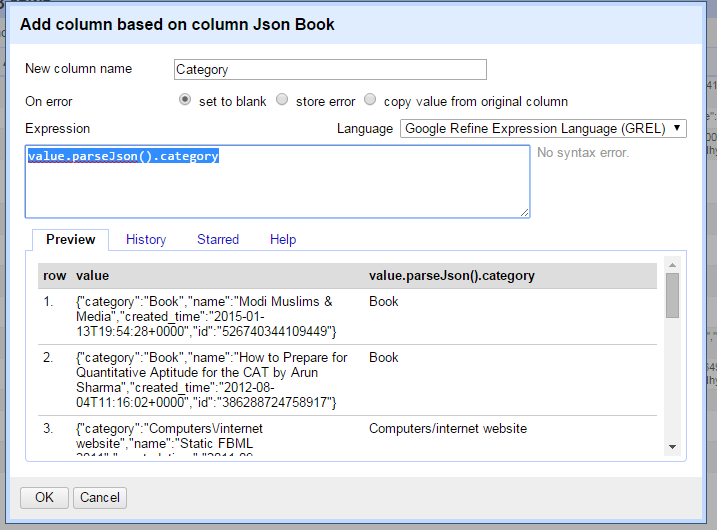 Add column based on column Json Book
New column name Category
On error set to blank store error copy value from original column
Expression Language Google Refine Expression Language (GREL)
value.parseJson().category No syntax error.
Preview History Starred Help
row value value.parseJson().category
1. {"category":"Book","name":"Modi Muslims & Book
Media","created_time":"2015-01-
13T19:54:28+0000","id":"526740344109449"}
2. {"category":"Book","name":"How to Prepare for Book
Quantitative Aptitude for the CAT by Arun
Sharma","created_time":"2012-08-
04T11:16:02+0000","id":"386288724758917"}
3. {"category":"Computers\/internet Computers/internet website
website","name":"Static FBML
OK Cancel